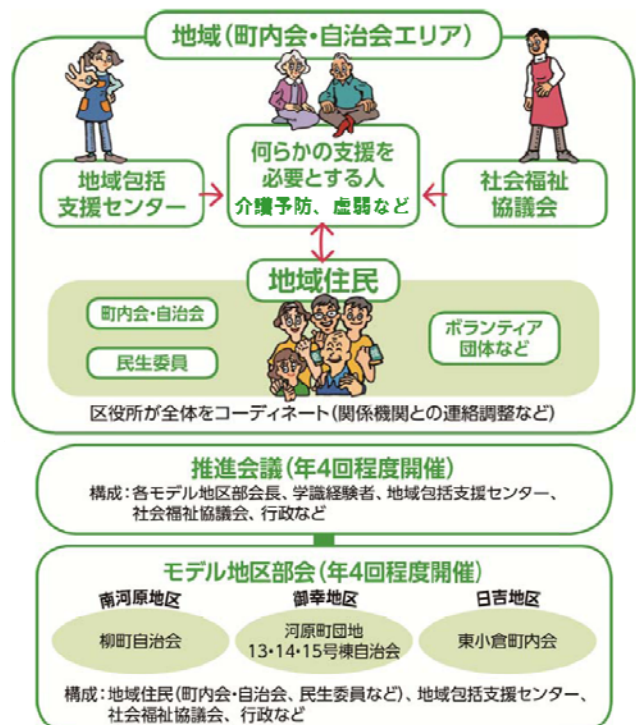 地域(町内会・自治会エリア)
地域包括
支援センター
何らかの支援を
必要とする人
介護予防、虚弱など
社会福祉
協議会
地域住民
町内会・自治会
民生委員
ボランティア
団体など
区役所が全体をコーディネート(関係機関との連絡調整など)
推進会議(年4回程度開催)
構成:各モデル地区部会長、学識経験者、地域包括支援センター、
社会福祉協議会、行政など
モデル地区部会(年4回程度開催)
南河原地区
御幸地区
日吉地区
柳町自治会
河原町団地
13・14・15号棟自治会
東小倉町内会
構成:地域住民(町内会・自治会、民生委員など)、地域包括支援センター、
社会福祉協議会、行政など